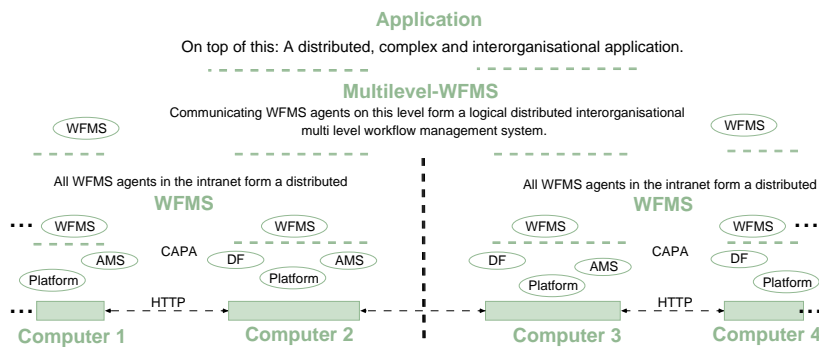 Application
On top of this: A distributed, complex and interorganisational application.
Multilevel-WFMS
Communicating WFMS agents on this level form a logical distributed interorganisational
multi level workflow management system.
WFMS
WFMS
All WFMS agents in the intranet form a distributed
All WFMS agents in the intranet form a distributed
WFMS
WFMS
... WFMS
WFMS
WFMS
WFMS ...
AMS
CAPA
DF
AMS
DF
AMS
CAPA
DF
Platform
Platform
Platform
Platform
... HTTP
HTTP ...
Computer 1
Computer 2
Computer 3
Computer 4